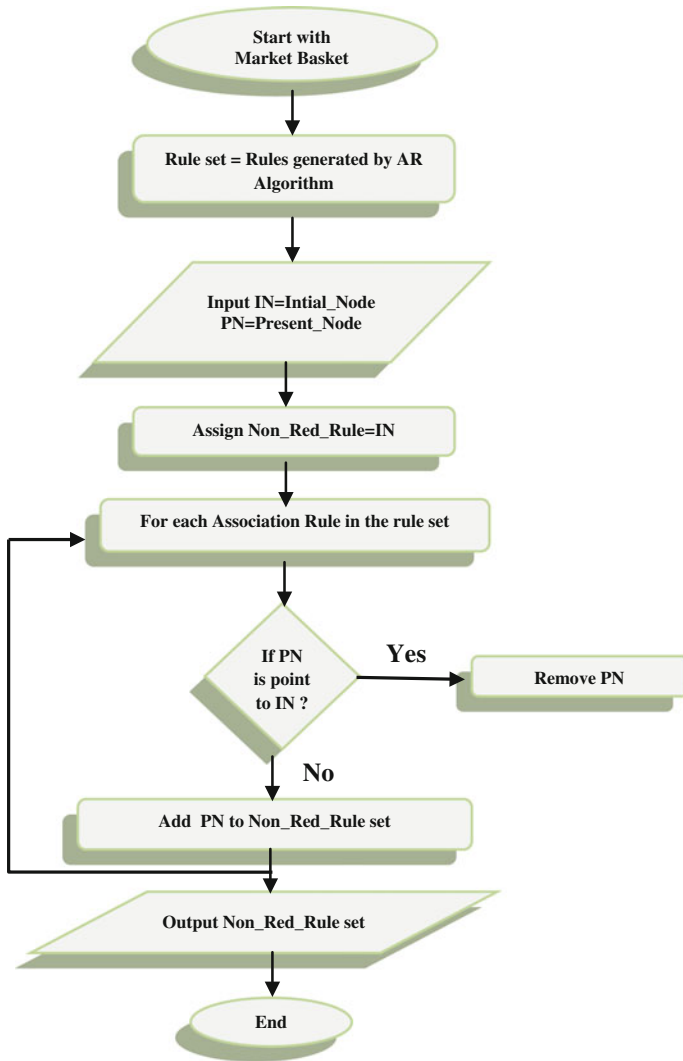 Start with
Market Basket
Rule set = Rules generated by AR
Algorithm
Input IN=Intial_Node
PN=Present_Node
Assign Non_Red_Rule=IN
For each Association Rule in the rule set
If PN
is point
to IN ?
Yes
Remove PN
No
Add PN to Non_Red_Rule set
Output Non_Red_Rule set
End